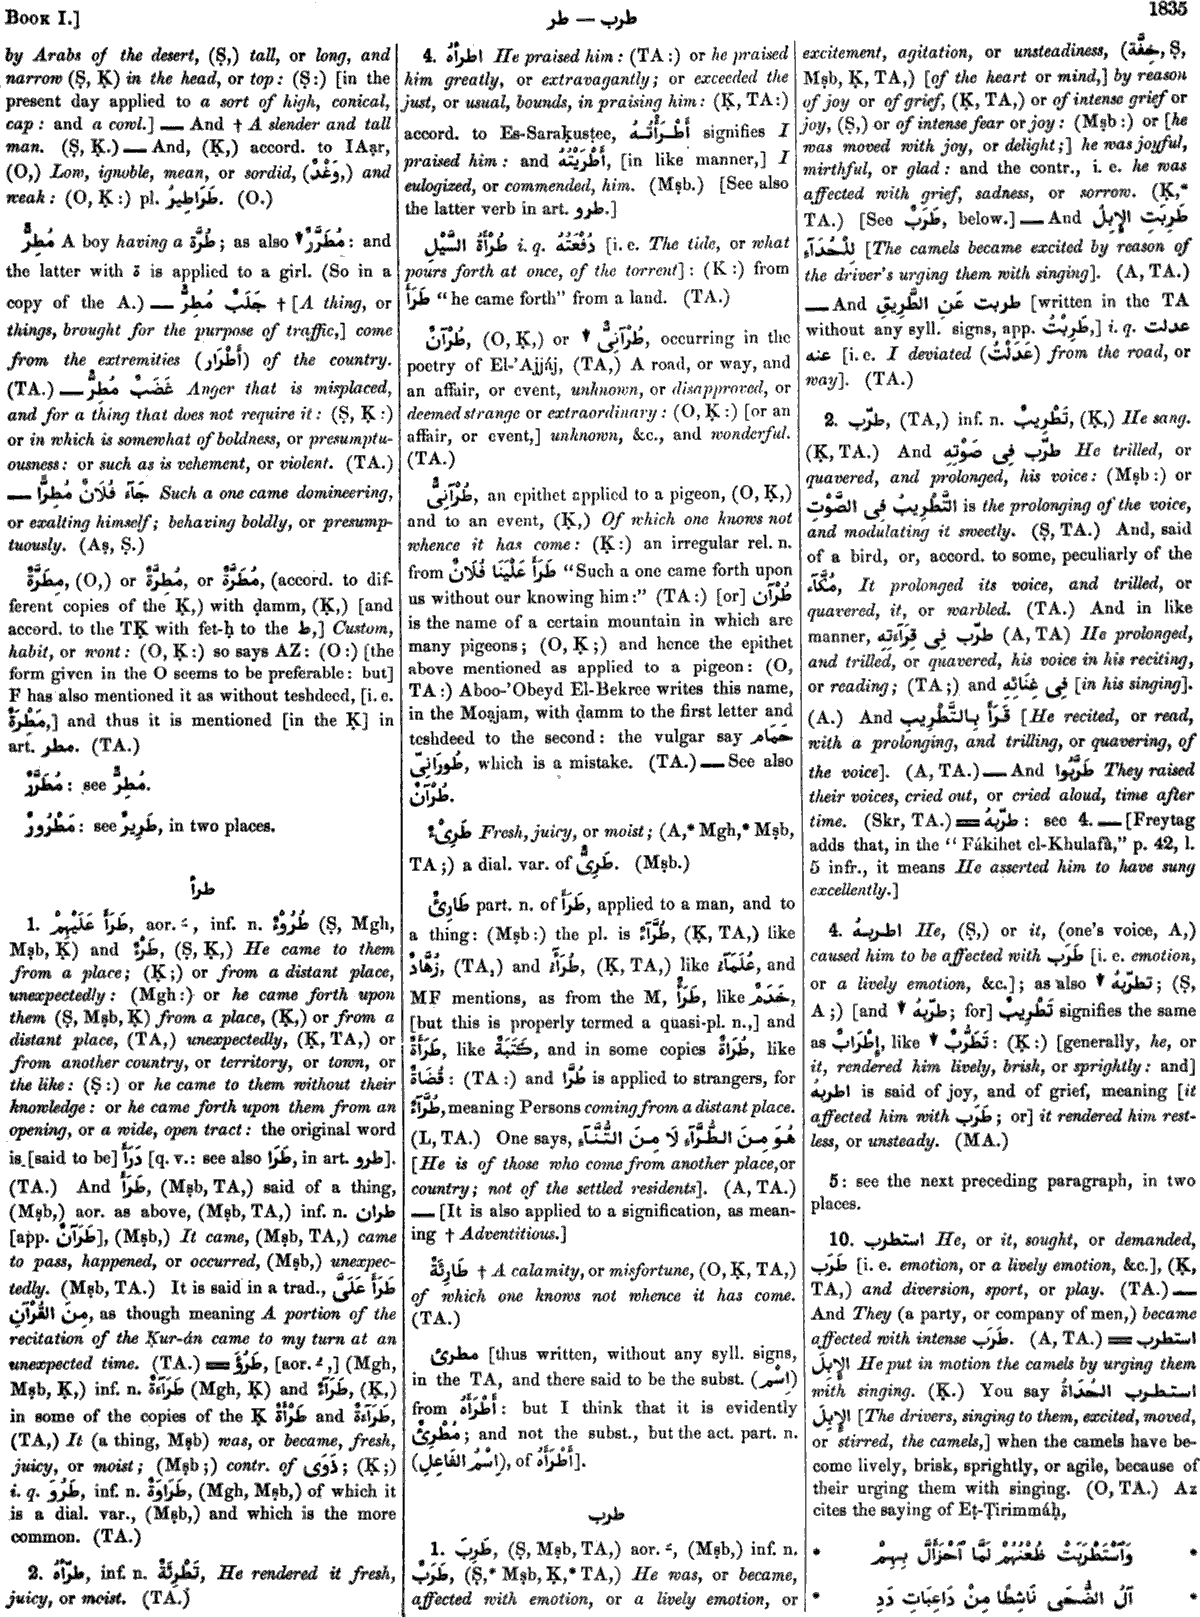 BOOK I.]
طر — طرب
1835
by Arabs of the desert, (Ṣ,) tall, or long, and
narrow (Ṣ, Ḳ) in the head, or top: (Ṣ:) [in the
present day applied to a sort of high, conical,
cap: and a cowl.] — And † A slender and tall
man. (Ṣ, Ḳ.) — And, (Ḳ,) accord. to IAạr,
(O,) Low, ignoble, mean, or sordid, (وَغْدٌ,) and
weak: (O, Ḳ:) pl. طَرَاطِيرُ. (O.)
مُطِرٌّ A boy having a طُرَّة; as also ▼ مُطَرَّرٌ: and
the latter with ة is applied to a girl. (So in a
copy of the A.) — جَلَبٌ مُطِرٌّ † [A thing, or
things, brought for the purpose of traffic,] come
from the extremities (أَطْرَار) of the country.
(TA.) — غَضَبٌ مُطِرٌّ Anger that is misplaced,
and for a thing that does not require it: (Ṣ, Ḳ:)
or in which is somewhat of boldness, or presumptu-
ousness: or such as is vehement, or violent. (TA.)
— جَآءَ فُلَانٌ مُطِرًّا Such a one came domineering,
or exalting himself; behaving boldly, or presump-
tuously. (Aṣ, Ṣ.)
مِطَرَّةٌ, (O,) or مُطِرَّةٌ, or مُطَرَّةٌ, (accord. to dif-
ferent copies of the Ḳ,) with ḍamm, (Ḳ,) [and
accord. to the TḲ with fet-ḥ to the ط,] Custom,
habit, or wont: (O, Ḳ:) so says AZ: (O:) [the
form given in the O seems to be preferable: but]
F has also mentioned it as without teshdeed, [i. e.
مَطْرَةٌ,] and thus it is mentioned [in the Ḳ] in
art. مطر. (TA.)
مُطَرَّرٌ: see مُطِرٌّ.
مَطْرُورٌ: see طَرِيرٌ, in two places.
طرأ
1. طَرَأَ عَلَيْهِمْ, aor. ـَ, inf. n. طُرُوْءٌ (Ṣ, Mgh,
Mṣb, Ḳ) and طَرْءٌ, (Ṣ, Ḳ,) He came to them
from a place; (Ḳ;) or from a distant place,
unexpectedly: (Mgh:) or he came forth upon
them (Ṣ, Mṣb, Ḳ) from a place, (Ḳ,) or from a
distant place, (TA,) unexpectedly, (Ḳ, TA,) or
from another country, or territory, or town, or
the like: (Ṣ:) or he came to them without their
knowledge: or he came forth upon them from an
opening, or a wide, open tract: the original word
is [said to be] دَرَأَ [q. v.: see also طَرَا, in art. طرو].
(TA.) And طَرَأَ, (Mṣb, TA,) said of a thing,
(Mṣb,) aor. as above, (Mṣb, TA,) inf. n. طران
[app. طَرَآنٌ], (Mṣb,) It came, (Mṣb, TA,) came
to pass, happened, or occurred, (Mṣb,) unexpec-
tedly. (Mṣb, TA.) It is said in a trad., طَرَأَ عَلَىَّ
مِنَ القُرْآنِ, as though meaning A portion of the
recitation of the Ḳur-án came to my turn at an
unexpected time. (TA.) = طَرُؤَ, [aor. ـُ,] (Mgh,
Mṣb, Ḳ,) inf. n. طَرَآءَةٌ (Mgh, Ḳ) and طَرَآءٌ, (Ḳ,)
in some of the copies of the Ḳ طَرْأَةٌ and طَرَآءَةٌ,
(TA,) It (a thing, Mṣb) was, or became, fresh,
juicy, or moist; (Mṣb;) contr. of ذَوَى; (Ḳ;)
i. q. طَرُوَ, inf. n. طَرَاوَةٌ, (Mgh, Mṣb,) of which it
is a dial. var., (Mṣb,) and which is the more
common. (TA.)
2. طرّأهُ, inf. n. تَطْرِئَةٌ, He rendered it fresh,
juicy, or moist. (TA.)
4. اطرأهُ He praised him: (TA:) or he praised
him greatly, or extravagantly; or exceeded the
just, or usual, bounds, in praising him: (Ḳ, TA:)
accord. to Es-Saraḳustee, أَطْرَأْتُهُ signifies I
praised him: and أَطْرَيْتُهُ, [in like manner,] I
eulogized, or commended, him. (Mṣb.) [See also
the latter verb in art. طرو.]
طُرْأَةُ السَّيْلِ i. q. دُفْعَتُهُ [i. e. The tide, or what
pours forth at once, of the torrent]: (Ḳ:) from
طَرَأَ “he came forth” from a land. (TA.)
طُرْآنٌ, (O, Ḳ,) or ▼ طُرْآنِىٌّ, occurring in the
poetry of El-'Ajjáj, (TA,) A road, or way, and
an affair, or event, unknown, or disapproved, or
deemed strange or extraordinary: (O, Ḳ:) [or an
affair, or event,] unknown, &c., and wonderful.
(TA.)
طُرْآنِىٌّ, an epithet applied to a pigeon, (O, Ḳ,)
and to an event, (Ḳ,) Of which one knows not
whence it has come: (Ḳ:) an irregular rel. n.
from طَرَأَ عَلَيْنَا فُلَانٌ “Such a one came forth upon
us without our knowing him:” (TA:) [or] طُرْآن
is the name of a certain mountain in which are
many pigeons; (O, Ḳ;) and hence the epithet
above mentioned as applied to a pigeon: (O,
TA:) Aboo-'Obeyd El-Bekree writes this name,
in the Moạjam, with ḍamm to the first letter and
teshdeed to the second: the vulgar say حَمَام
طُورَانِىّ, which is a mistake. (TA.) — See also
طُرْآنٌ.
طَرِىْءٌ Fresh, juicy, or moist; (A,* Mgh,* Mṣb,
TA;) a dial. var. of طَرِىٌّ. (Mṣb.)
طَارِئٌ part. n. of طَرَأَ, applied to a man, and to
a thing: (Mṣb:) the pl. is طُرَّآءٌ, (Ḳ, TA,) like
زُهَّادٌ, (TA,) and طُرَآءُ, (Ḳ, TA,) like عُلَمَآءُ, and
MF mentions, as from the M, طَرَأٌ, like خَدَمٌ,
[but this is properly termed a quasi-pl. n.,] and
طَرَأَةٌ, like كَتَبَةٌ, and in some copies طُرَاةٌ, like
قُضَاةٌ: (TA:) and طُرَّا is applied to strangers, for
طُرَّآءٌ, meaning Persons coming from a distant place.
(L, TA.) One says, هُوَ مِنَ الطُّرَّآءِ لَا مِنَ التُّنَّآءِ
[He is of those who come from another place, or
country; not of the settled residents]. (A, TA.)
— [It is also applied to a signification, as mean-
ing † Adventitious.]
طَارِئَةٌ † A calamity, or misfortune, (O, Ḳ, TA,)
of which one knows not whence it has come.
(TA.)
مطرئ [thus written, without any syll. signs,
in the TA, and there said to be the subst. (اِسْم)
from أَطْرَأَهُ: but I think that it is evidently
مُطْرِئٌ; and not the subst., but the act. part. n.
(اِسْمُ الفَاعِلِ), of أَطْرَأَهُ].
طرب
1. طَرِبَ, (Ṣ, Mṣb, TA,) aor. ـَ, (Mṣb,) inf. n.
طَرَبٌ, (Ṣ,* Mṣb, Ḳ,* TA,) He was, or became,
affected with emotion, or a lively emotion, or
excitement, agitation, or unsteadiness, (خِفَّة, Ṣ,
Mṣb, Ḳ, TA,) [of the heart or mind,] by reason
of joy or of grief, (Ḳ, TA,) or of intense grief or
joy, (Ṣ,) or of intense fear or joy: (Mṣb:) or [he
was moved with joy, or delight;] he was joyful,
mirthful, or glad: and the contr., i. e. he was
affected with grief, sadness, or sorrow. (Ḳ,*
TA.) [See طَرَبٌ, below.] — And طَرِبَتِ الإِبِلُ
لِلْحُدَآءِ [The camels became excited by reason of
the driver's urging them with singing]. (A, TA.)
— And طربت عَنِ الطَّرِيقِ [written in the TA
without any syll. signs, app. طَرِبْتُ,] i. q. عدلت
عنه [i. e. I deviated (عَدَلْتُ) from the road, or
way]. (TA.)
2. طرّب, (TA,) inf. n. تَطْرِيبٌ, (Ḳ,) He sang.
(Ḳ, TA.) And طرّب فِى صَوْتِهِ He trilled, or
quavered, and prolonged, his voice: (Mṣb:) or
التَّطْرِيبُ فِى الصَّوْتِ is the prolonging of the voice,
and modulating it sweetly. (Ṣ, TA.) And, said
of a bird, or, accord. to some, peculiarly of the
مُكَّآء, It prolonged its voice, and trilled, or
quavered, it, or warbled. (TA.) And in like
manner, طرّب فِى قِرَآءَتِهِ (A, TA) He prolonged,
and trilled, or quavered, his voice in his reciting,
or reading; (TA;) and فِى غِنَائِهِ [in his singing].
(A.) And قَرَأَ بِالتَّطْرِيبِ [He recited, or read,
with a prolonging, and trilling, or quavering, of
the voice]. (A, TA.) — And طَرَّبُوا They raised
their voices, cried out, or cried aloud, time after
time. (Skr, TA.) = طرّبهُ: see 4. — [Freytag
adds that, in the “Fákihet el-Khulafà,” p. 42, l.
5 infr., it means He asserted him to have sung
excellently.]
4. اطربهُ He, (Ṣ,) or it, (one's voice, A,)
caused him to be affected with طَرَب [i. e. emotion,
or a lively emotion, &c.]; as also ▼ تطرّبهُ; (Ṣ,
A;) [and ▼ طرّبهُ; for] تَطْرِيبٌ signifies the same
as إِطْرَابٌ, like ▼ تَطَرُّبٌ: (Ḳ:) [generally, he, or
it, rendered him lively, brisk, or sprightly: and]
اطربهُ is said of joy, and of grief, meaning [it
affected him with طَرَب; or] it rendered him rest-
less, or unsteady. (MA.)
5: see the next preceding paragraph, in two
places.
10. استطرب He, or it, sought, or demanded,
طَرَب [i. e. emotion, or a lively emotion, &c.], (Ḳ,
TA,) and diversion, sport, or play. (TA.) —
And They (a party, or company of men,) became
affected with intense طَرَب. (A, TA.) = استطرب
الإِبِلَ He put in motion the camels by urging them
with singing. (Ḳ.) You say استطرب الحُدَاةُ
الإِبِلَ [The drivers, singing to them, excited, moved,
or stirred, the camels,] when the camels have be-
come lively, brisk, sprightly, or agile, because of
their urging them with singing. (O, TA.) Az
cites the saying of Eṭ-Ṭirimmáḥ,
* وَٱسْتَطْرَبَتْ ظُعْنُهُمْ لَمَّا ٱحْزَأَلَّ بِهِمْ *
* آلُ الضُّحَى نَاشِطًا مِنْ دَاعِبَاتِ دَدِ *